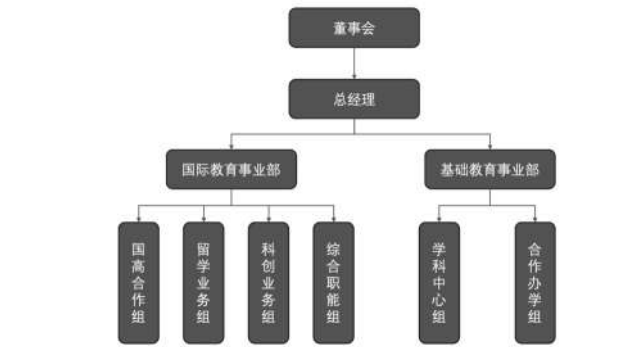 董事会
总经理
国际教育事业部
基础教育事业部
国高合作组
留学业务组
科创业务组
综合职能组
学科中心组
合作办学组